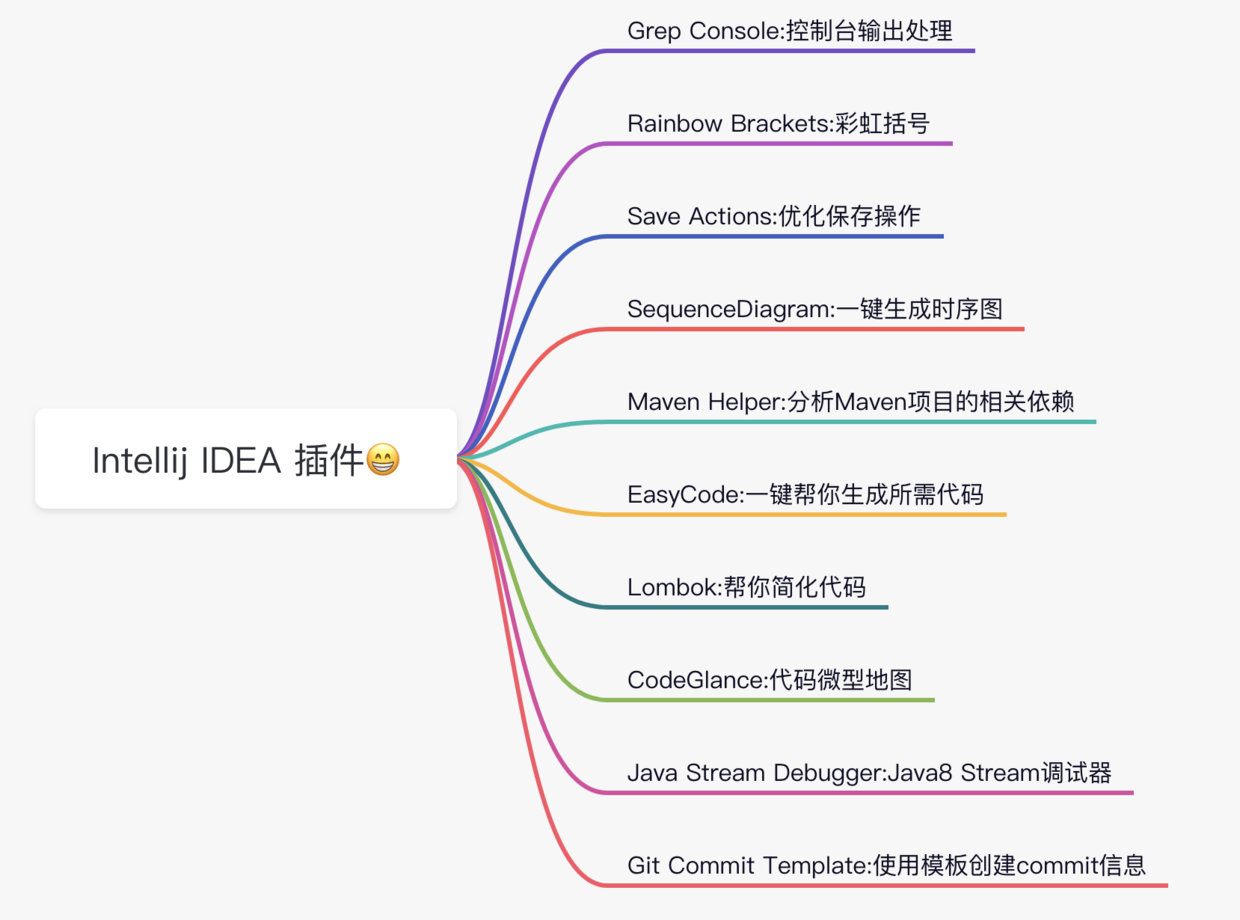 Grep Console:控制台输出处理
Rainbow Brackets:彩虹括号
Save Actions:优化保存操作
SequenceDiagram:一键生成时序图
Maven Helper:分析Maven项目的相关依赖
Intellij IDEA 插件😁
EasyCode:一键帮你生成所需代码
Lombok:帮你简化代码
CodeGlance:代码微型地图
Java Stream Debugger:Java8 Stream调试器
Git Commit Template:使用模板创建commit信息